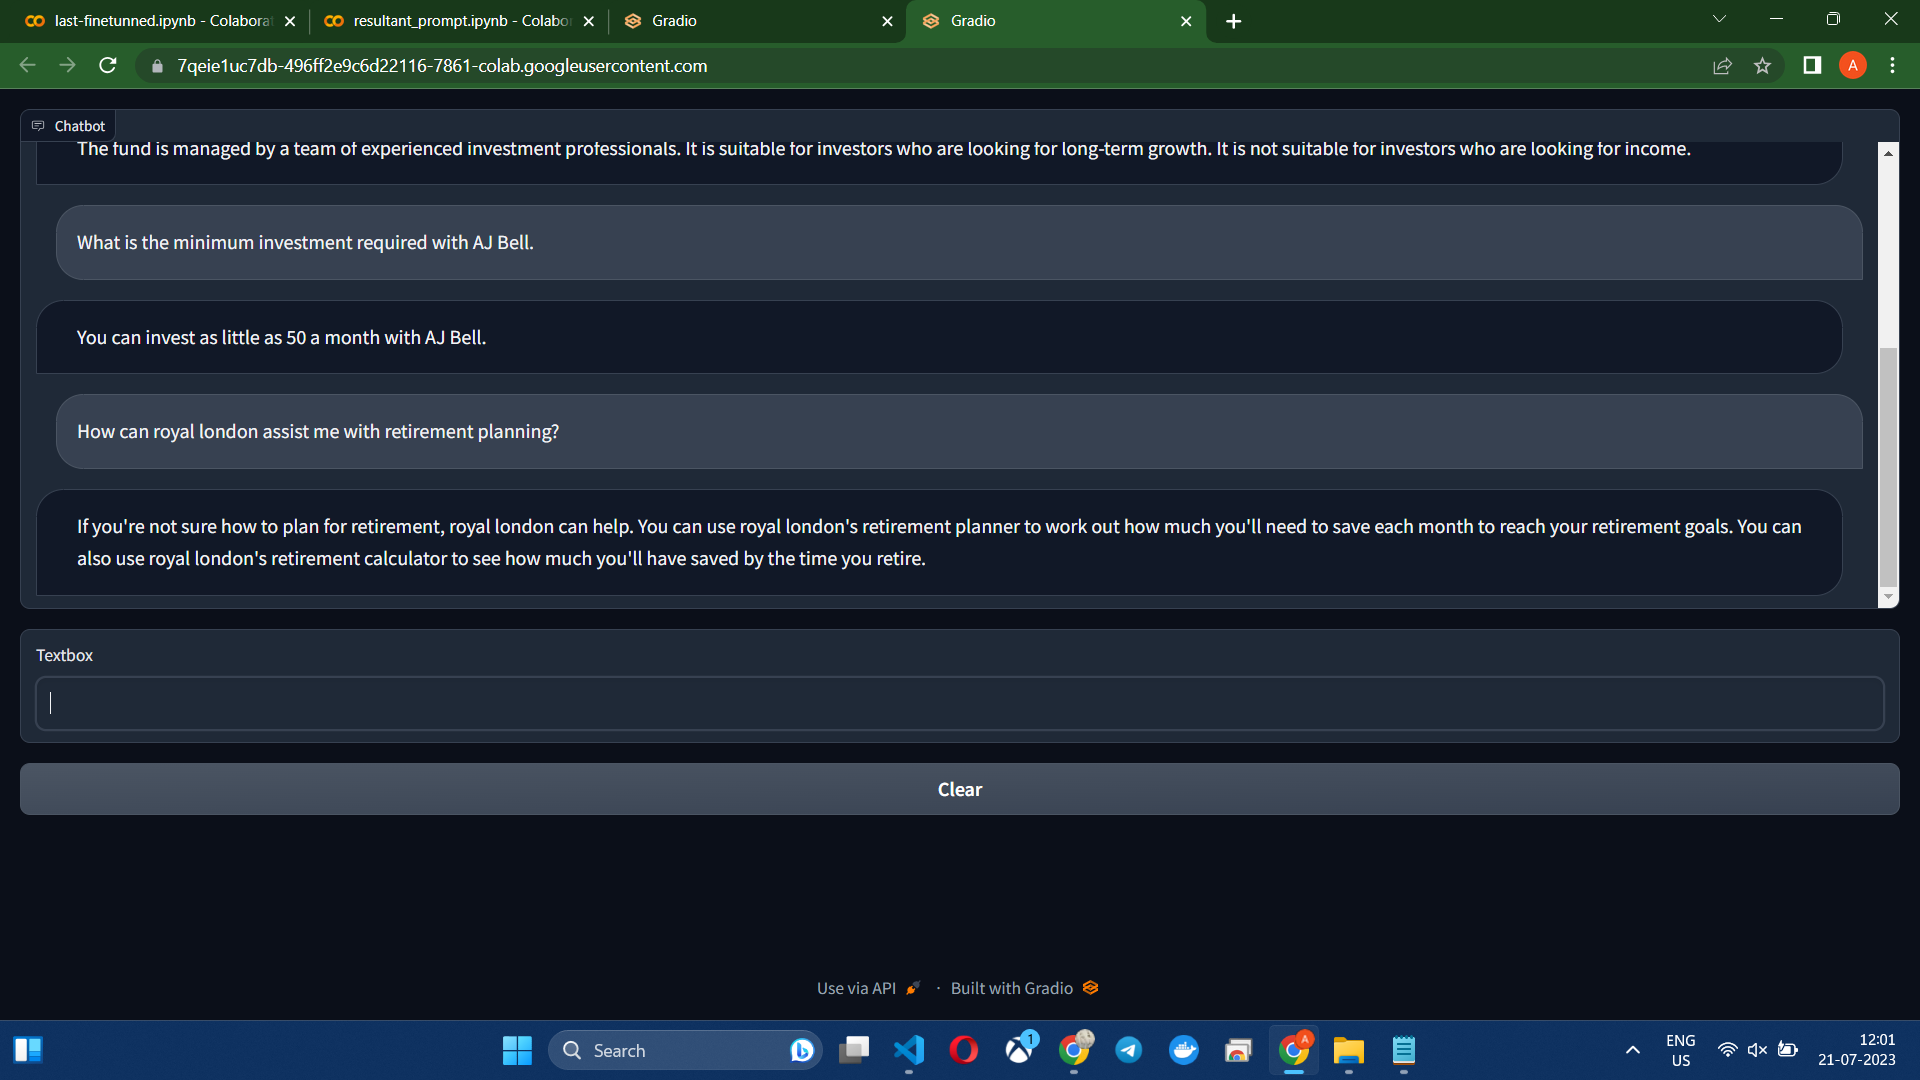 last-finetunned.ipynb - Colaborat
resultant_prompt.ipynb - Colabo
Gradio
Gradio
7qeie1uc7db-496ff2e9c6d22116-7861-colab.googleusercontent.com
A
Chatbot
The fund is managed by a team of experienced investment professionals. It is suitable for investors who are looking for long-term growth. It is not suitable for investors who are looking for income.
What is the minimum investment required with AJ Bell.
You can invest as little as 50 a month with AJ Bell.
How can royal london assist me with retirement planning?
If you're not sure how to plan for retirement, royal london can help. You can use royal london's retirement planner to work out how much you'll need to save each month to reach your retirement goals. You can
also use royal london's retirement calculator to see how much you'll have saved by the time you retire.
Textbox
Clear
Use via API · Built with Gradio
Search
1
A
ENG
US
12:01
21-07-2023